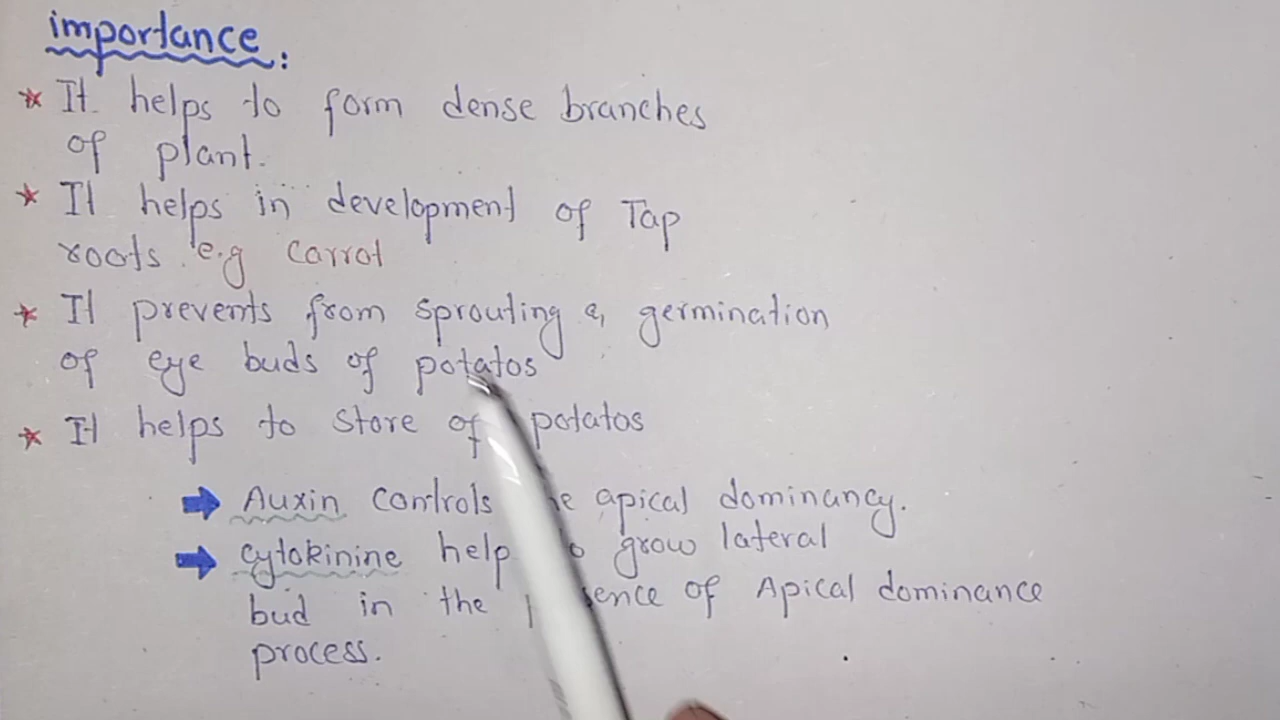 importance :
* It helps to form dense branches
of plant.
* It helps in development of Tap
roots e.g carrot
* It prevents from sprouting & germination
of eye buds of potatos
* It helps to store of potatos
➡ Auxin controls apical dominancy.
➡ cytokinine help grow lateral
bud in the of Apical dominance
process.